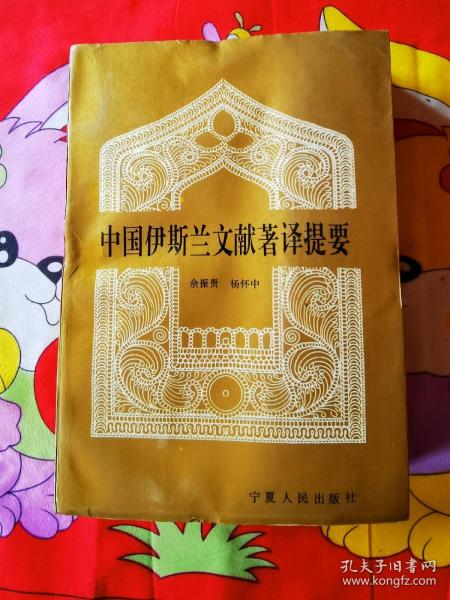 中国伊斯兰文献著译提要
余振贵 杨怀中
宁夏人民出版社
孔夫子旧书网
www.kongfz.com